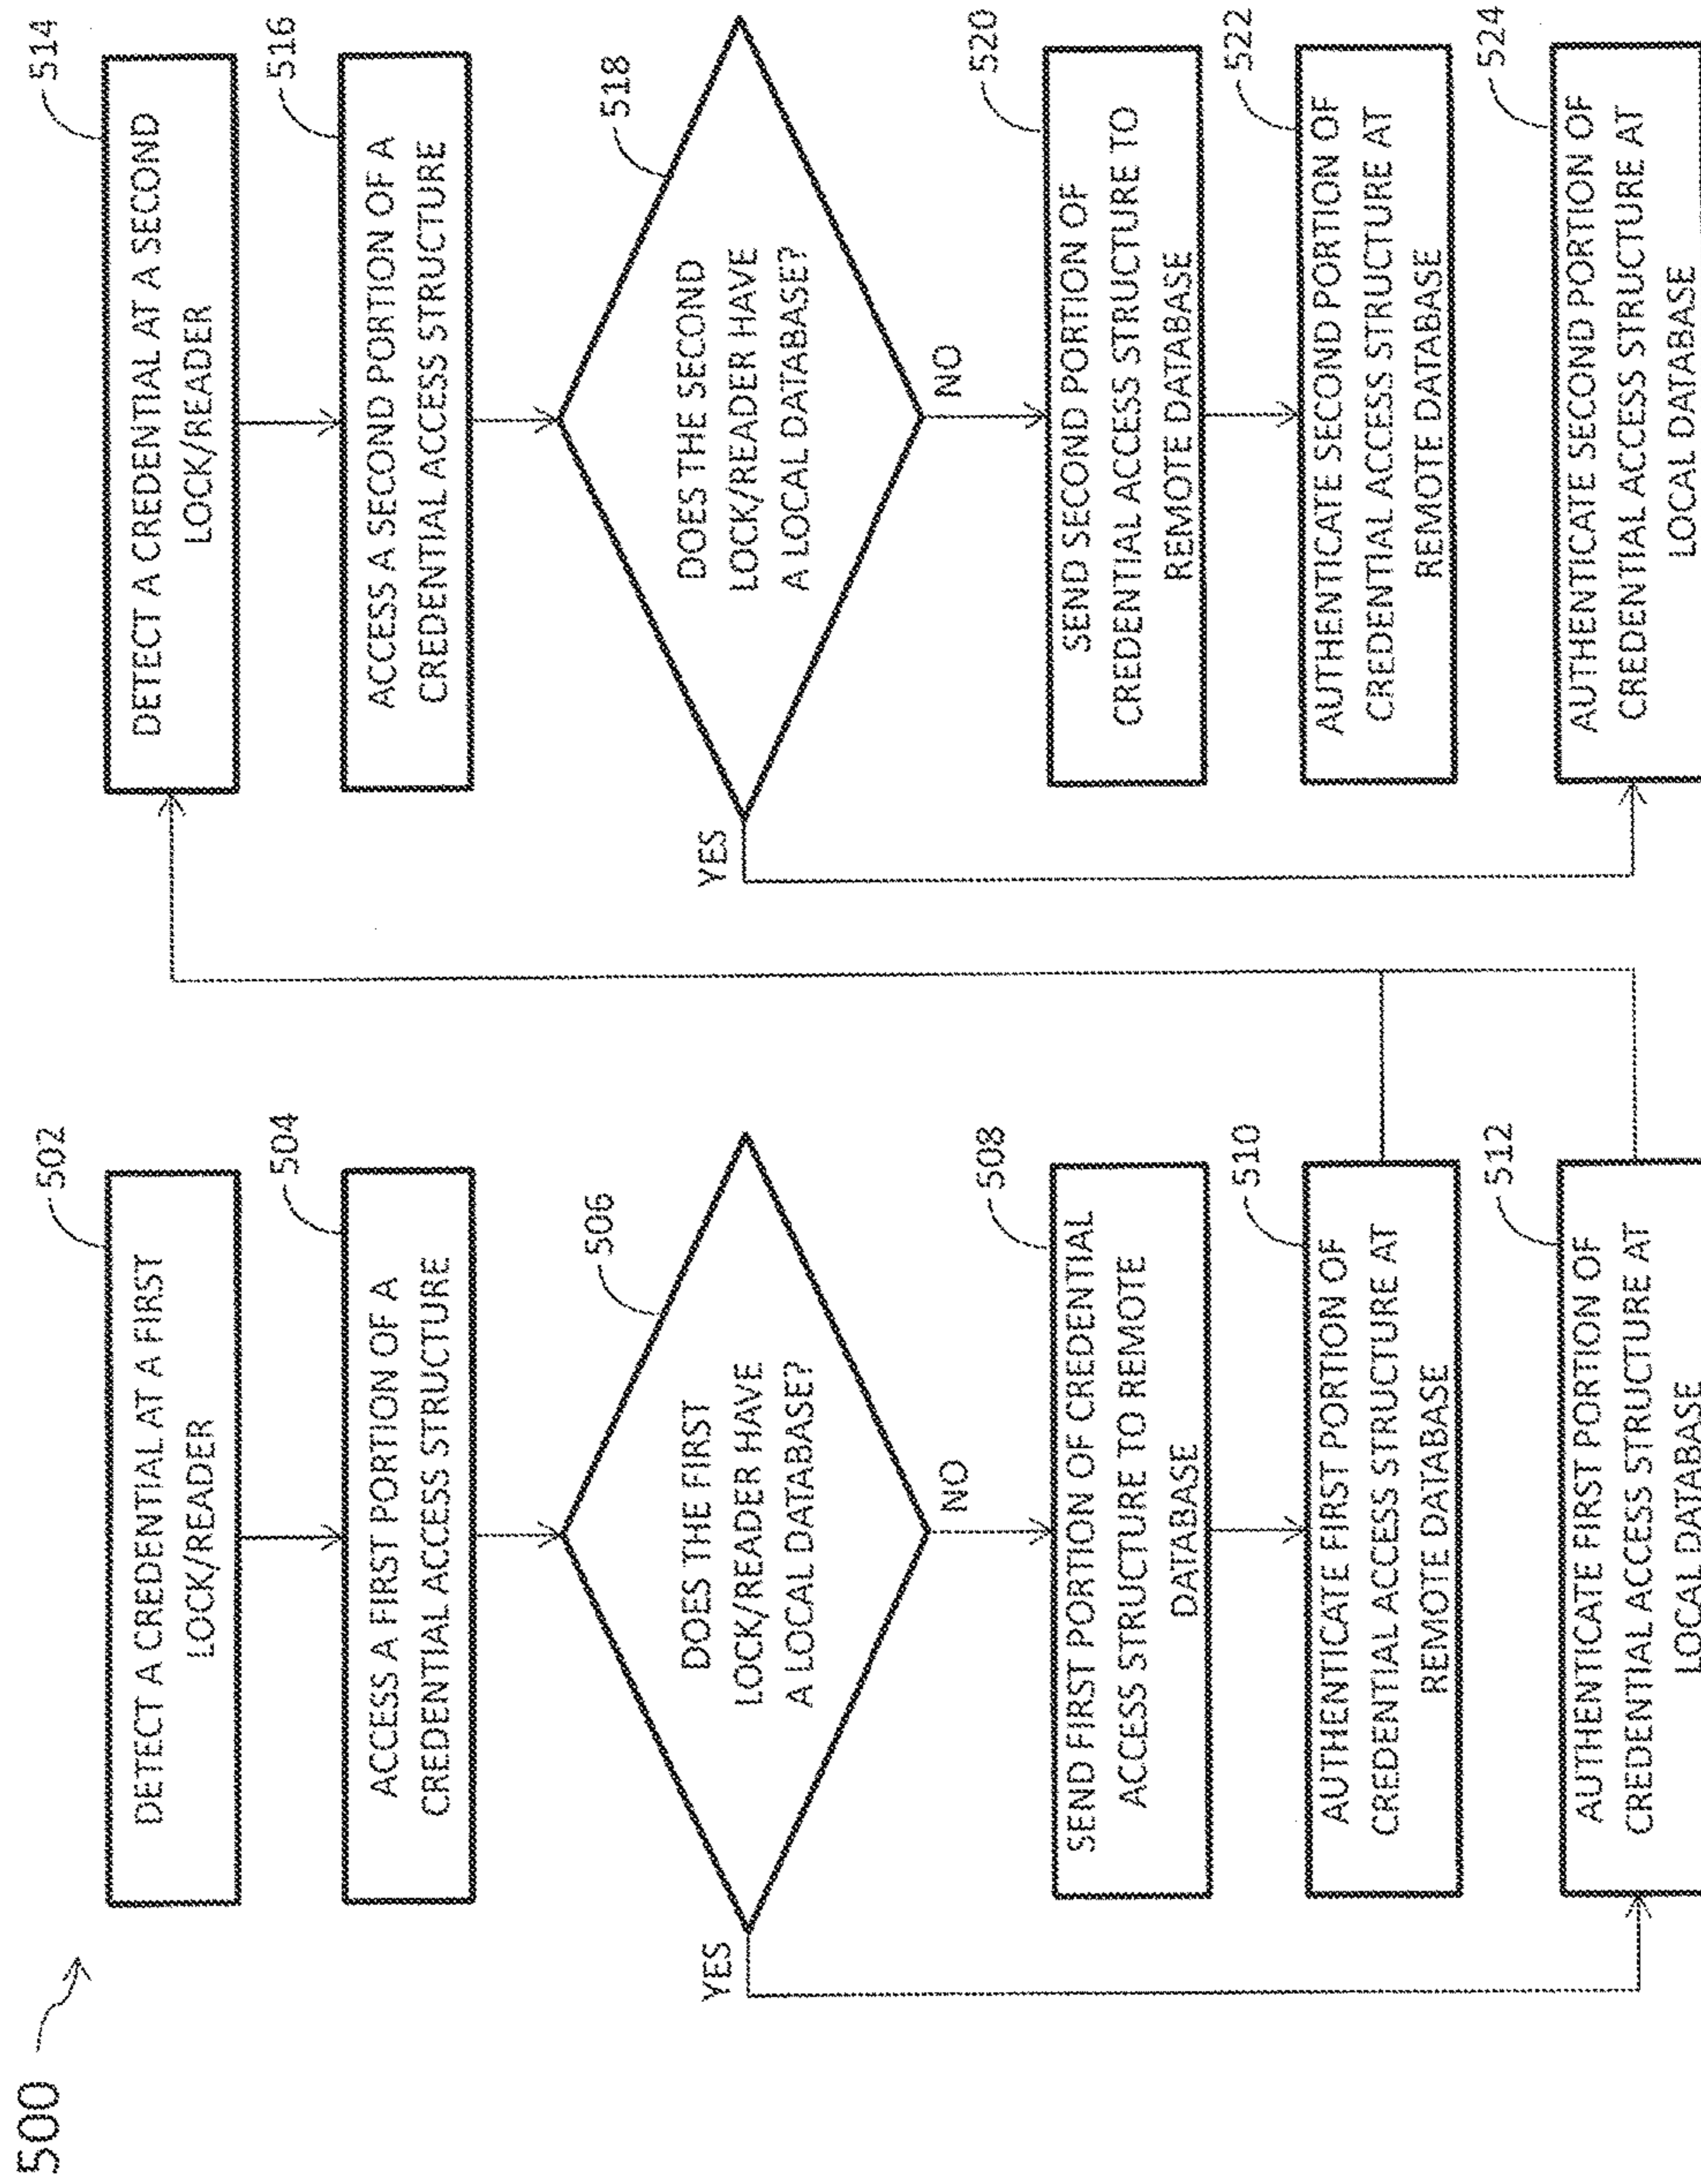 500
502
DETECT A CREDENTIAL AT A FIRST
LOCK/READER
504
ACCESS A FIRST PORTION OF A
CREDENTIAL ACCESS STRUCTURE
506
DOES THE FIRST
LOCK/READER HAVE
A LOCAL DATABASE?
YES
NO
508
SEND FIRST PORTION OF CREDENTIAL
ACCESS STRUCTURE TO REMOTE
DATABASE
510
AUTHENTICATE FIRST PORTION OF
CREDENTIAL ACCESS STRUCTURE AT
REMOTE DATABASE
512
AUTHENTICATE FIRST PORTION OF
CREDENTIAL ACCESS STRUCTURE AT
LOCAL DATABASE
514
DETECT A CREDENTIAL AT A SECOND
LOCK/READER
516
ACCESS A SECOND PORTION OF A
CREDENTIAL ACCESS STRUCTURE
518
DOES THE SECOND
LOCK/READER HAVE
A LOCAL DATABASE?
YES
NO
520
SEND SECOND PORTION OF
CREDENTIAL ACCESS STRUCTURE TO
REMOTE DATABASE
522
AUTHENTICATE SECOND PORTION OF
CREDENTIAL ACCESS STRUCTURE AT
REMOTE DATABASE
524
AUTHENTICATE SECOND PORTION OF
CREDENTIAL ACCESS STRUCTURE AT
LOCAL DATABASE